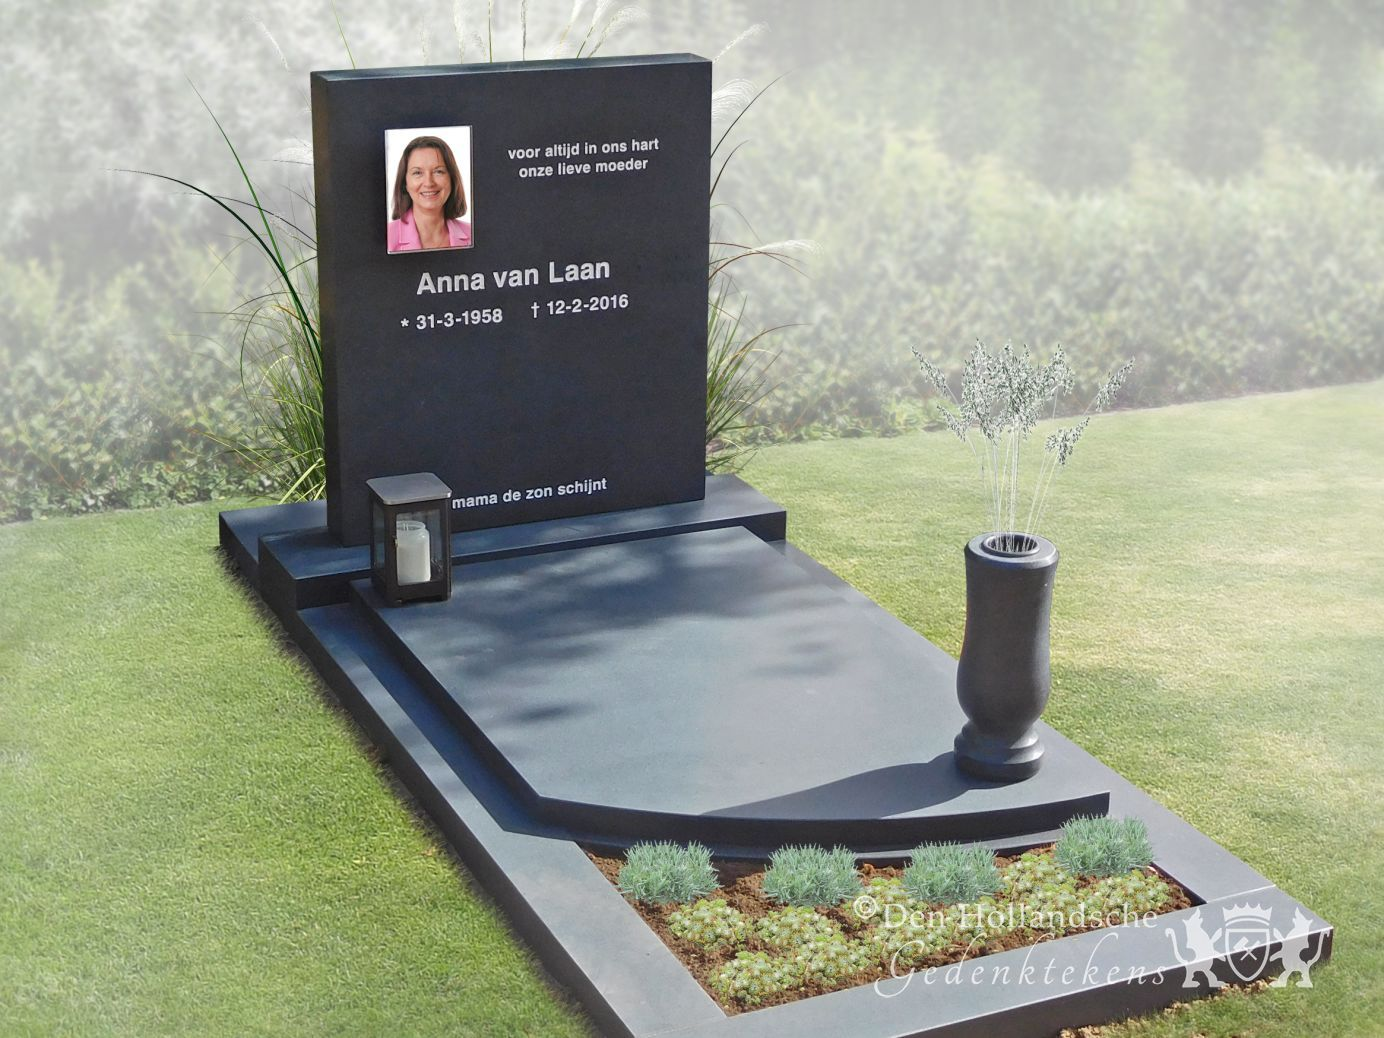 voor altijd in ons hart
onze lieve moeder
Anna van Laan
* 31-3-1958 † 12-2-2016
mama de zon schijnt
© Den Hollandsche
Gedenktekens